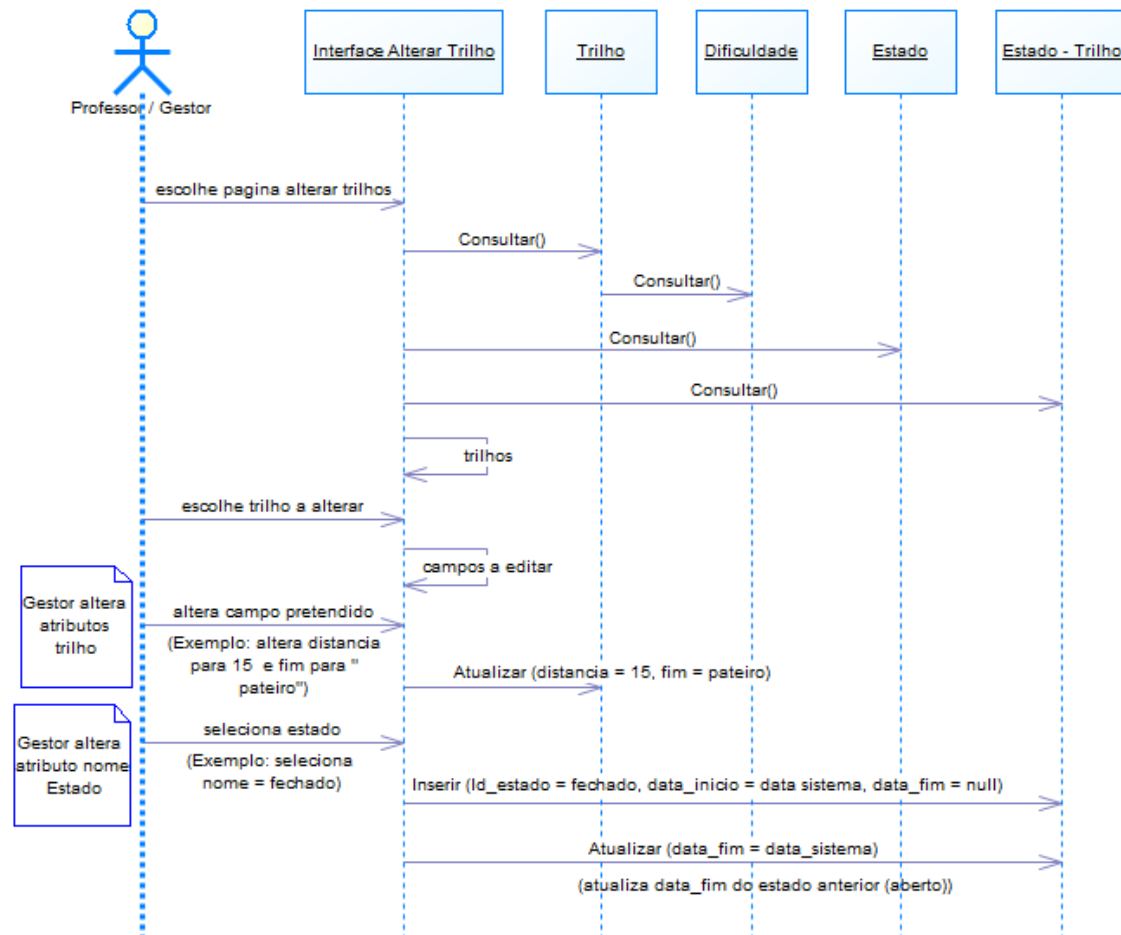 Professor / Gestor
Interface Alterar Trilho
Trilho
Dificuldade
Estado
Estado - Trilho
escolhe pagina alterar trilhos
Consultar()
Consultar()
Consultar()
Consultar()
trilhos
escolhe trilho a alterar
campos a editar
Gestor altera
atributos
trilho
altera campo pretendido
(Exemplo: altera distancia
para 15 e fim para "
pateiro")
Atualizar (distancia = 15, fim = pateiro)
Gestor altera
atributo nome
Estado
seleciona estado
(Exemplo: seleciona
nome = fechado)
Inserir (Id_estado = fechado, data_inicio = data sistema, data_fim = null)
Atualizar (data_fim = data_sistema)
(atualiza data_fim do estado anterior (aberto))